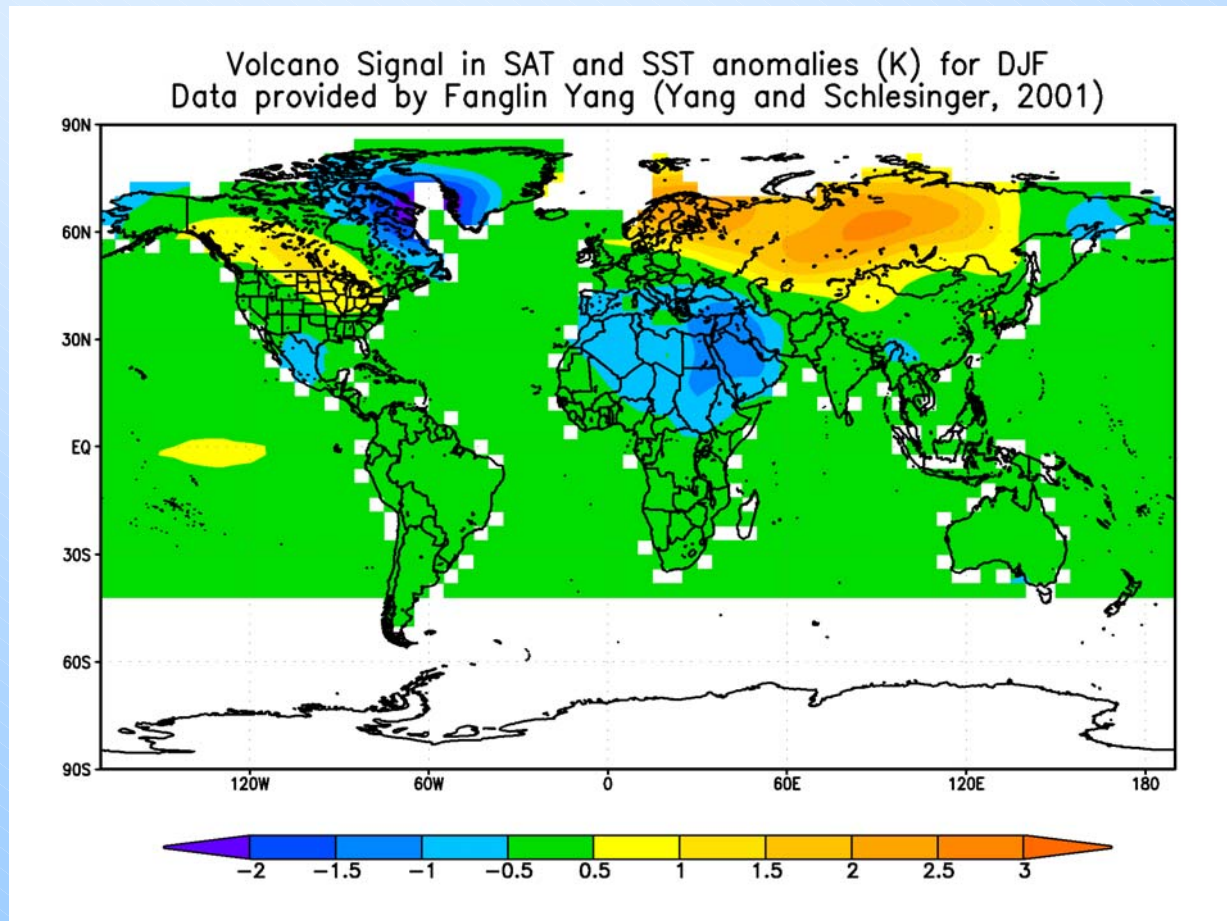 Volcano Signal in SAT and SST anomalies (K) for DJF
Data provided by Fanglin Yang (Yang and Schlesinger, 2001)
90N
60N
30N
EQ
30S
60S
90S
120W 60W 0 60E 120E 180
-2 -1.5 -1 -0.5 0.5 1 1.5 2 2.5 3